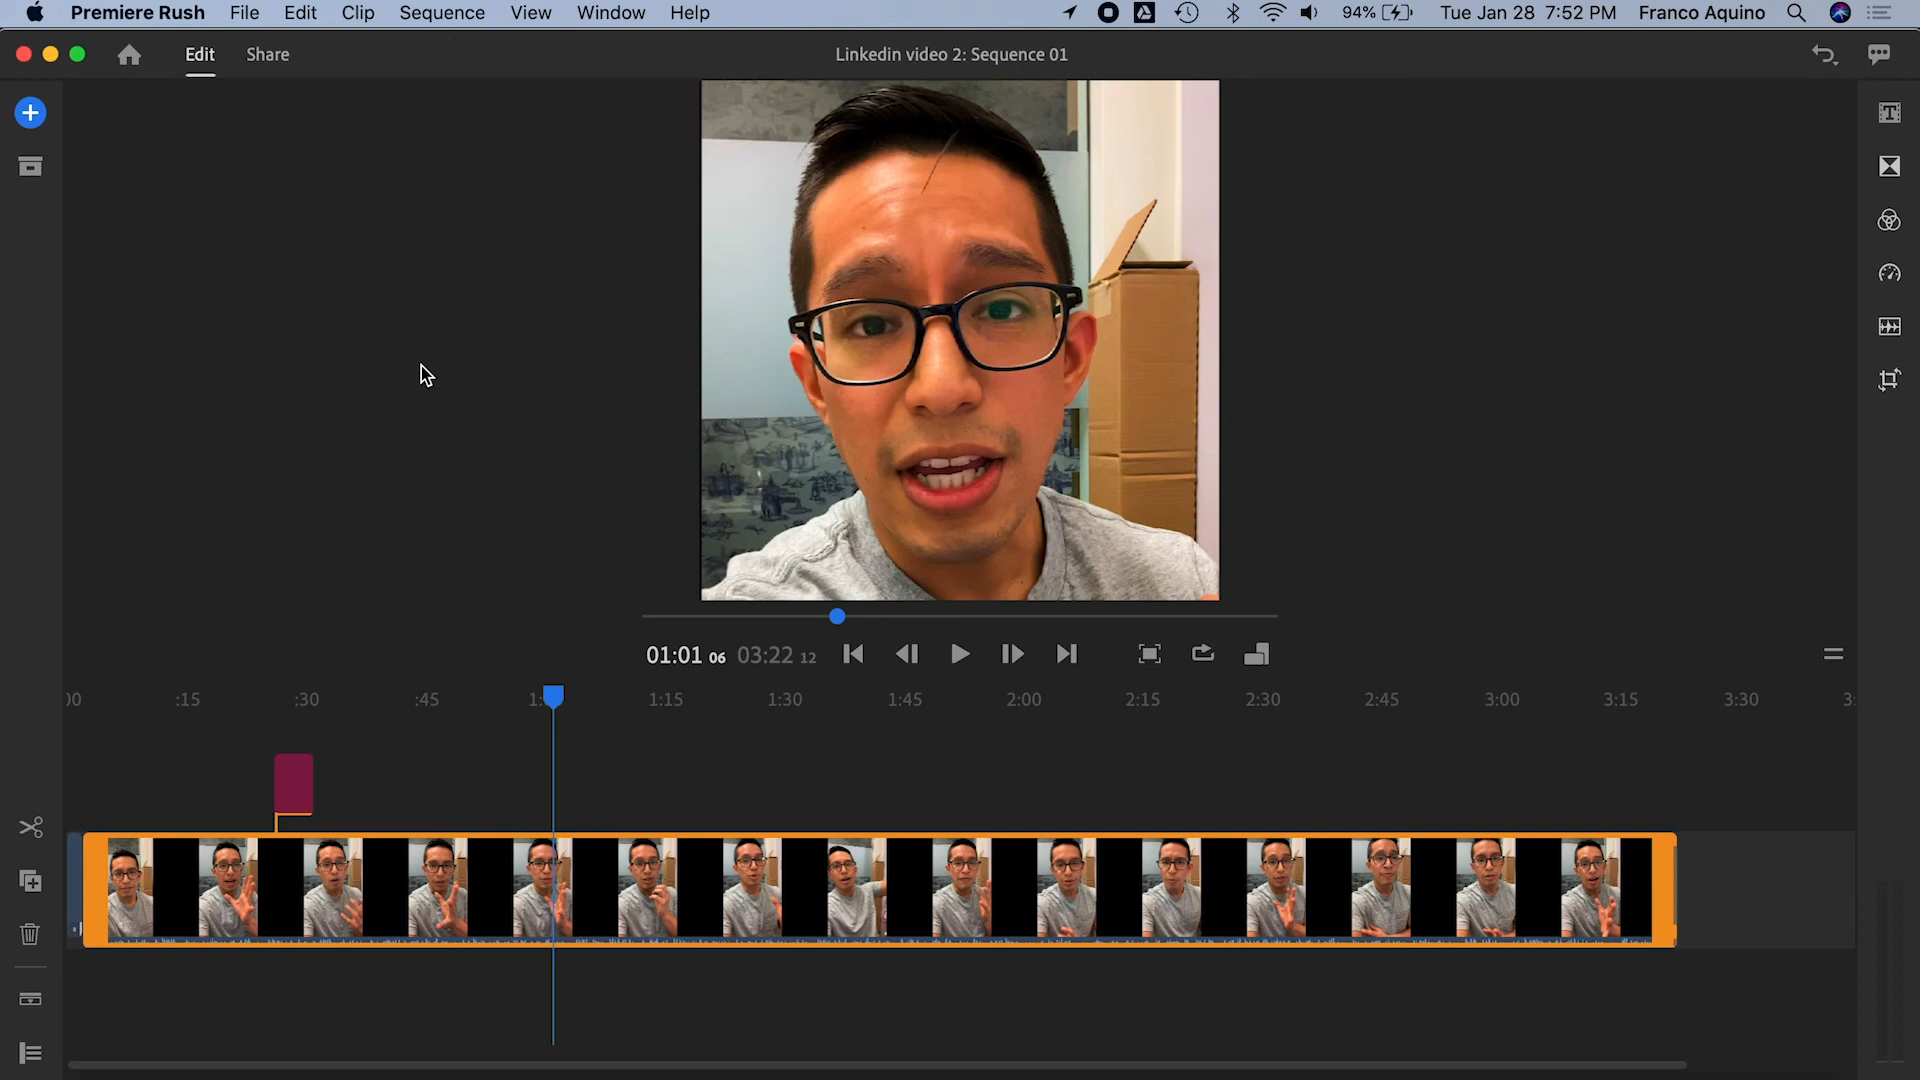 Premiere Rush File Edit Clip Sequence View Window Help 94% Tue Jan 28 7:52 PM Franco Aquino
Edit Share Linkedin video 2: Sequence 01
01:01 06 03:22 12
:15 :30 :45 1:15 1:30 1:45 2:00 2:15 2:30 2:45 3:00 3:15 3:30